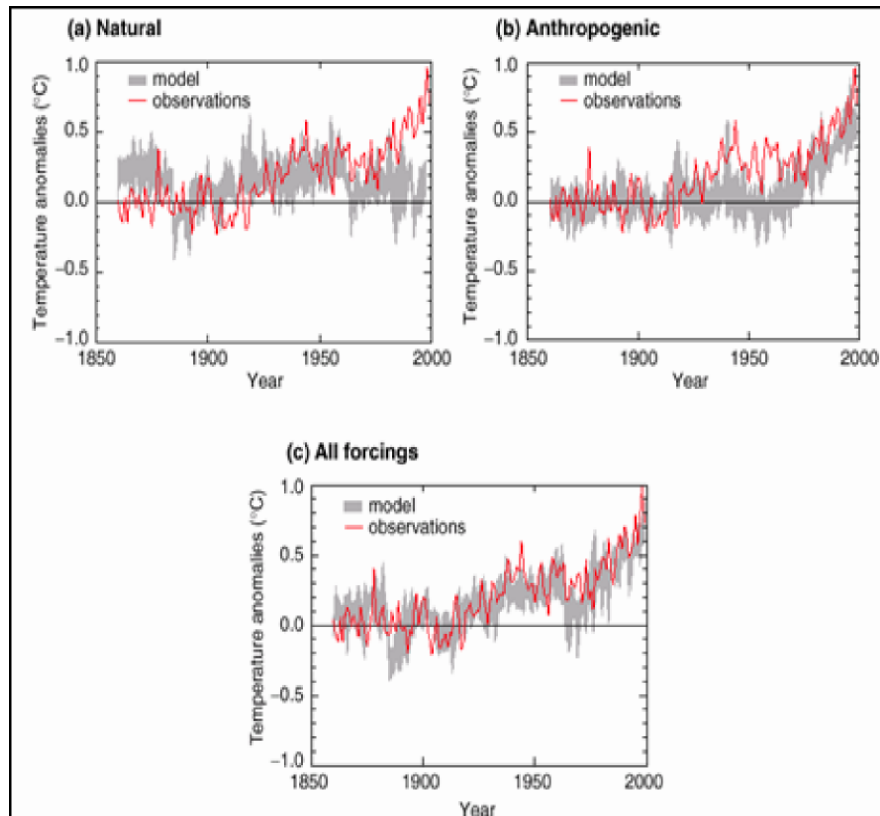 (a) Natural
Temperature anomalies (°C)
1.0
0.5
0.0
−0.5
−1.0
model
observations
1850 1900 1950 2000
Year
(b) Anthropogenic
Temperature anomalies (°C)
1.0
0.5
0.0
−0.5
−1.0
model
observations
1850 1900 1950 2000
Year
(c) All forcings
Temperature anomalies (°C)
1.0
0.5
0.0
−0.5
−1.0
model
observations
1850 1900 1950 2000
Year